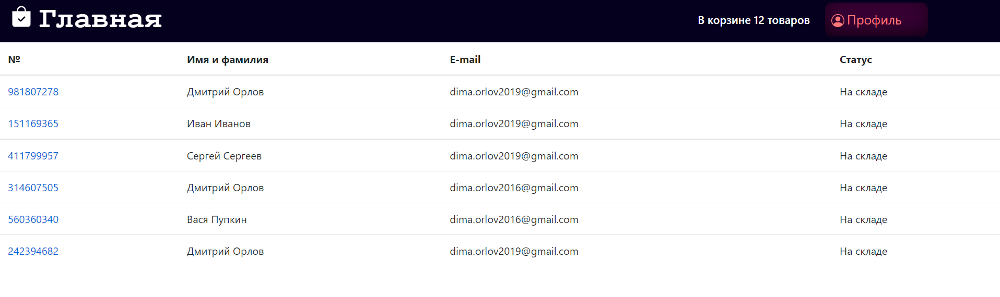 Главная В корзине 12 товаров Профиль
№ Имя и фамилия E-mail Статус
981807278 Дмитрий Орлов dima.orlov2019@gmail.com На складе
151169365 Иван Иванов dima.orlov2019@gmail.com На складе
411799957 Сергей Сергеев dima.orlov2019@gmail.com На складе
314607505 Дмитрий Орлов dima.orlov2016@gmail.com На складе
560360340 Вася Пупкин dima.orlov2016@gmail.com На складе
242394682 Дмитрий Орлов dima.orlov2019@gmail.com На складе